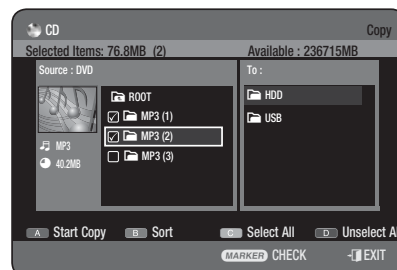 CD Copy
Selected Items: 76.8MB (2) Available : 236715MB
Source : DVD To :
ROOT
MP3 (1)
MP3 (2)
MP3 (3)
MP3
40.2MB
HDD
USB
A Start Copy B Sort C Select All D Unselect A
MARKER CHECK EXIT